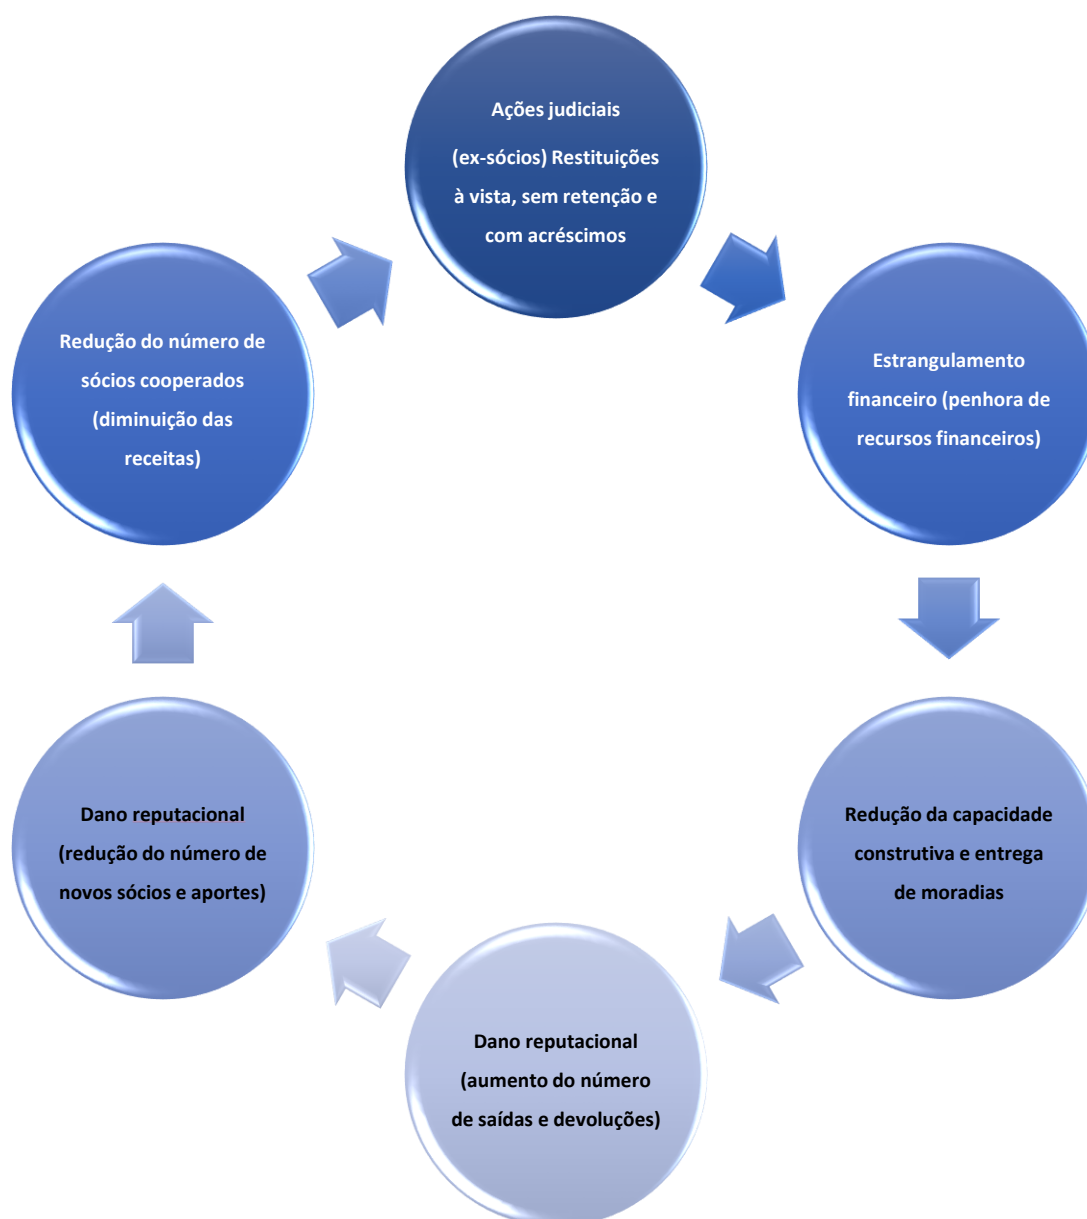 Ações judiciais
(ex-sócios) Restituições
à vista, sem retenção e
com acréscimos
Estrangulamento
financeiro (penhora de
recursos financeiros)
Redução da capacidade
construtiva e entrega
de moradias
Dano reputacional
(aumento do número
de saídas e devoluções)
Dano reputacional
(redução do número de
novos sócios e aportes)
Redução do número de
sócios cooperados
(diminuição das
receitas)